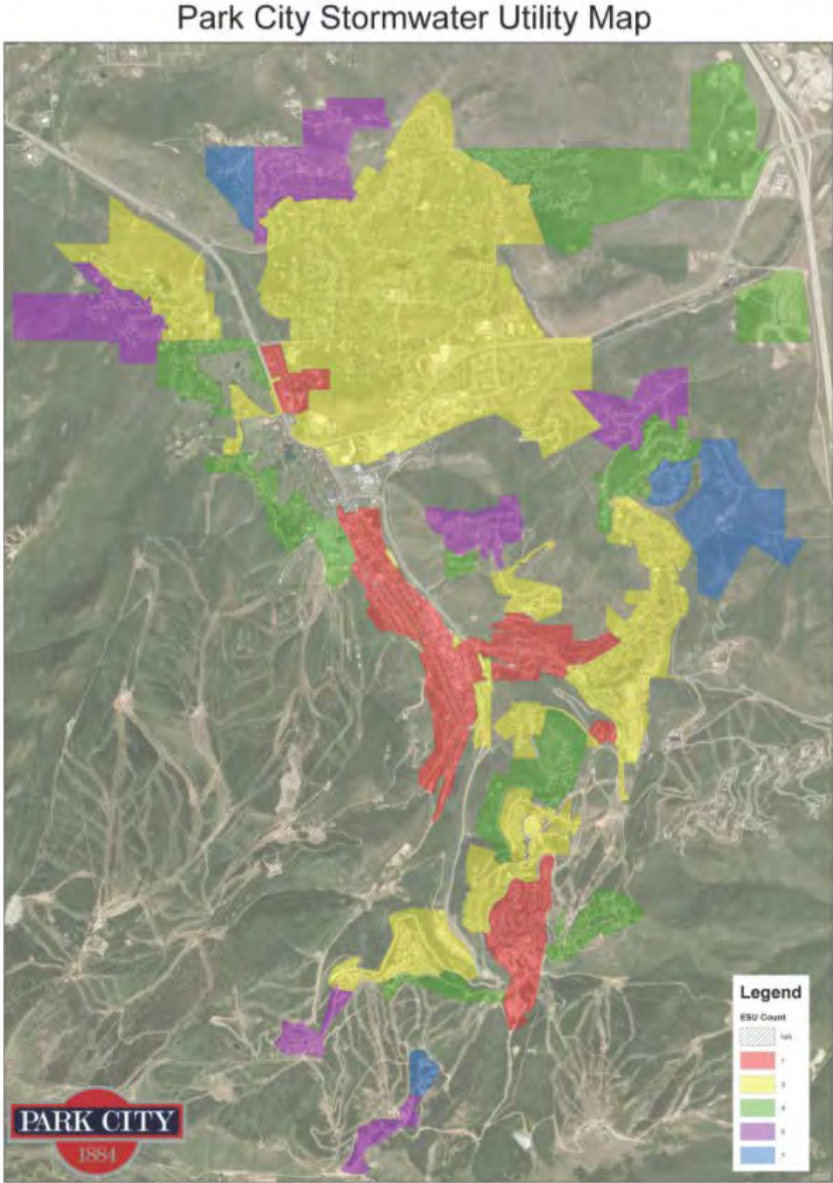 Park City Stormwater Utility Map
Legend
ESU Count
N/A
PARK CITY
1884